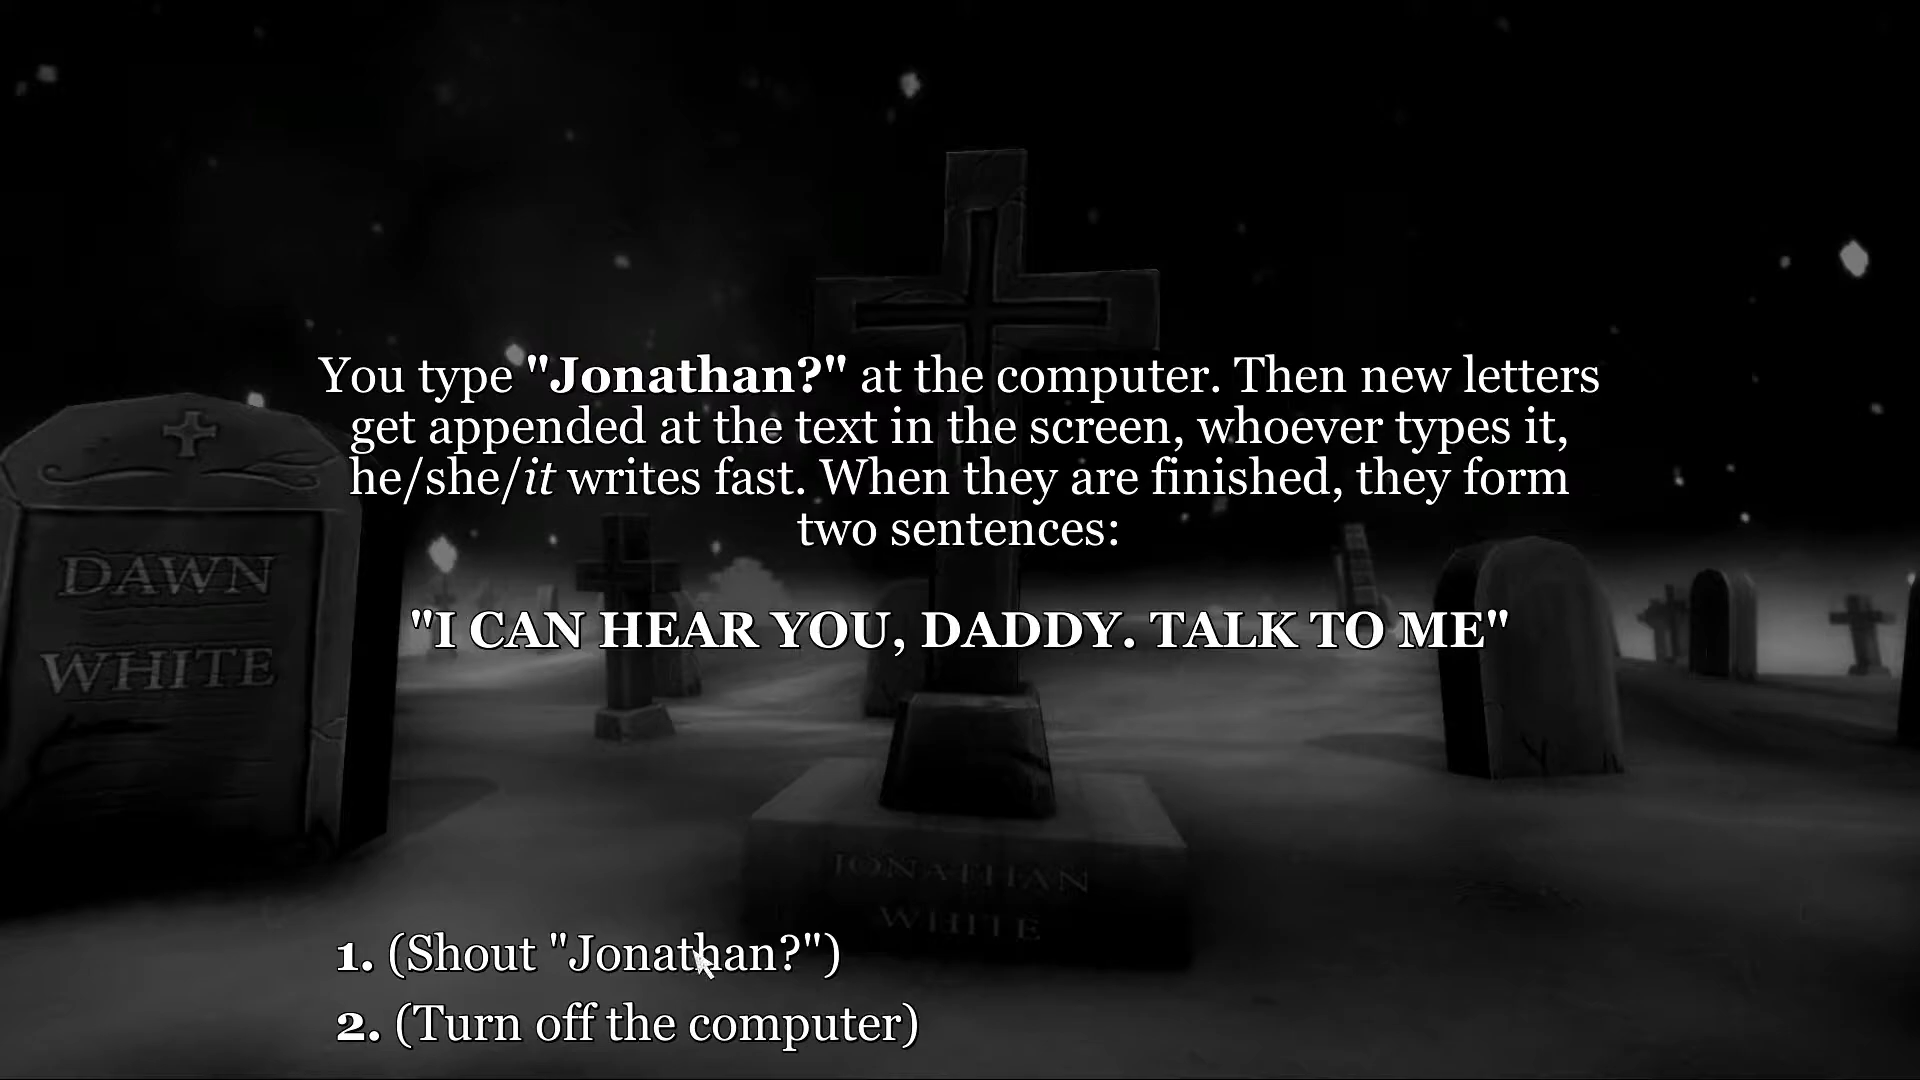 You type "Jonathan?" at the computer. Then new letters
get appended at the text in the screen, whoever types it,
he/she/it writes fast. When they are finished, they form
two sentences:
"I CAN HEAR YOU, DADDY. TALK TO ME"
DAWN
WHITE
JONATHAN
WHITE
1. (Shout "Jonathan?")
2. (Turn off the computer)